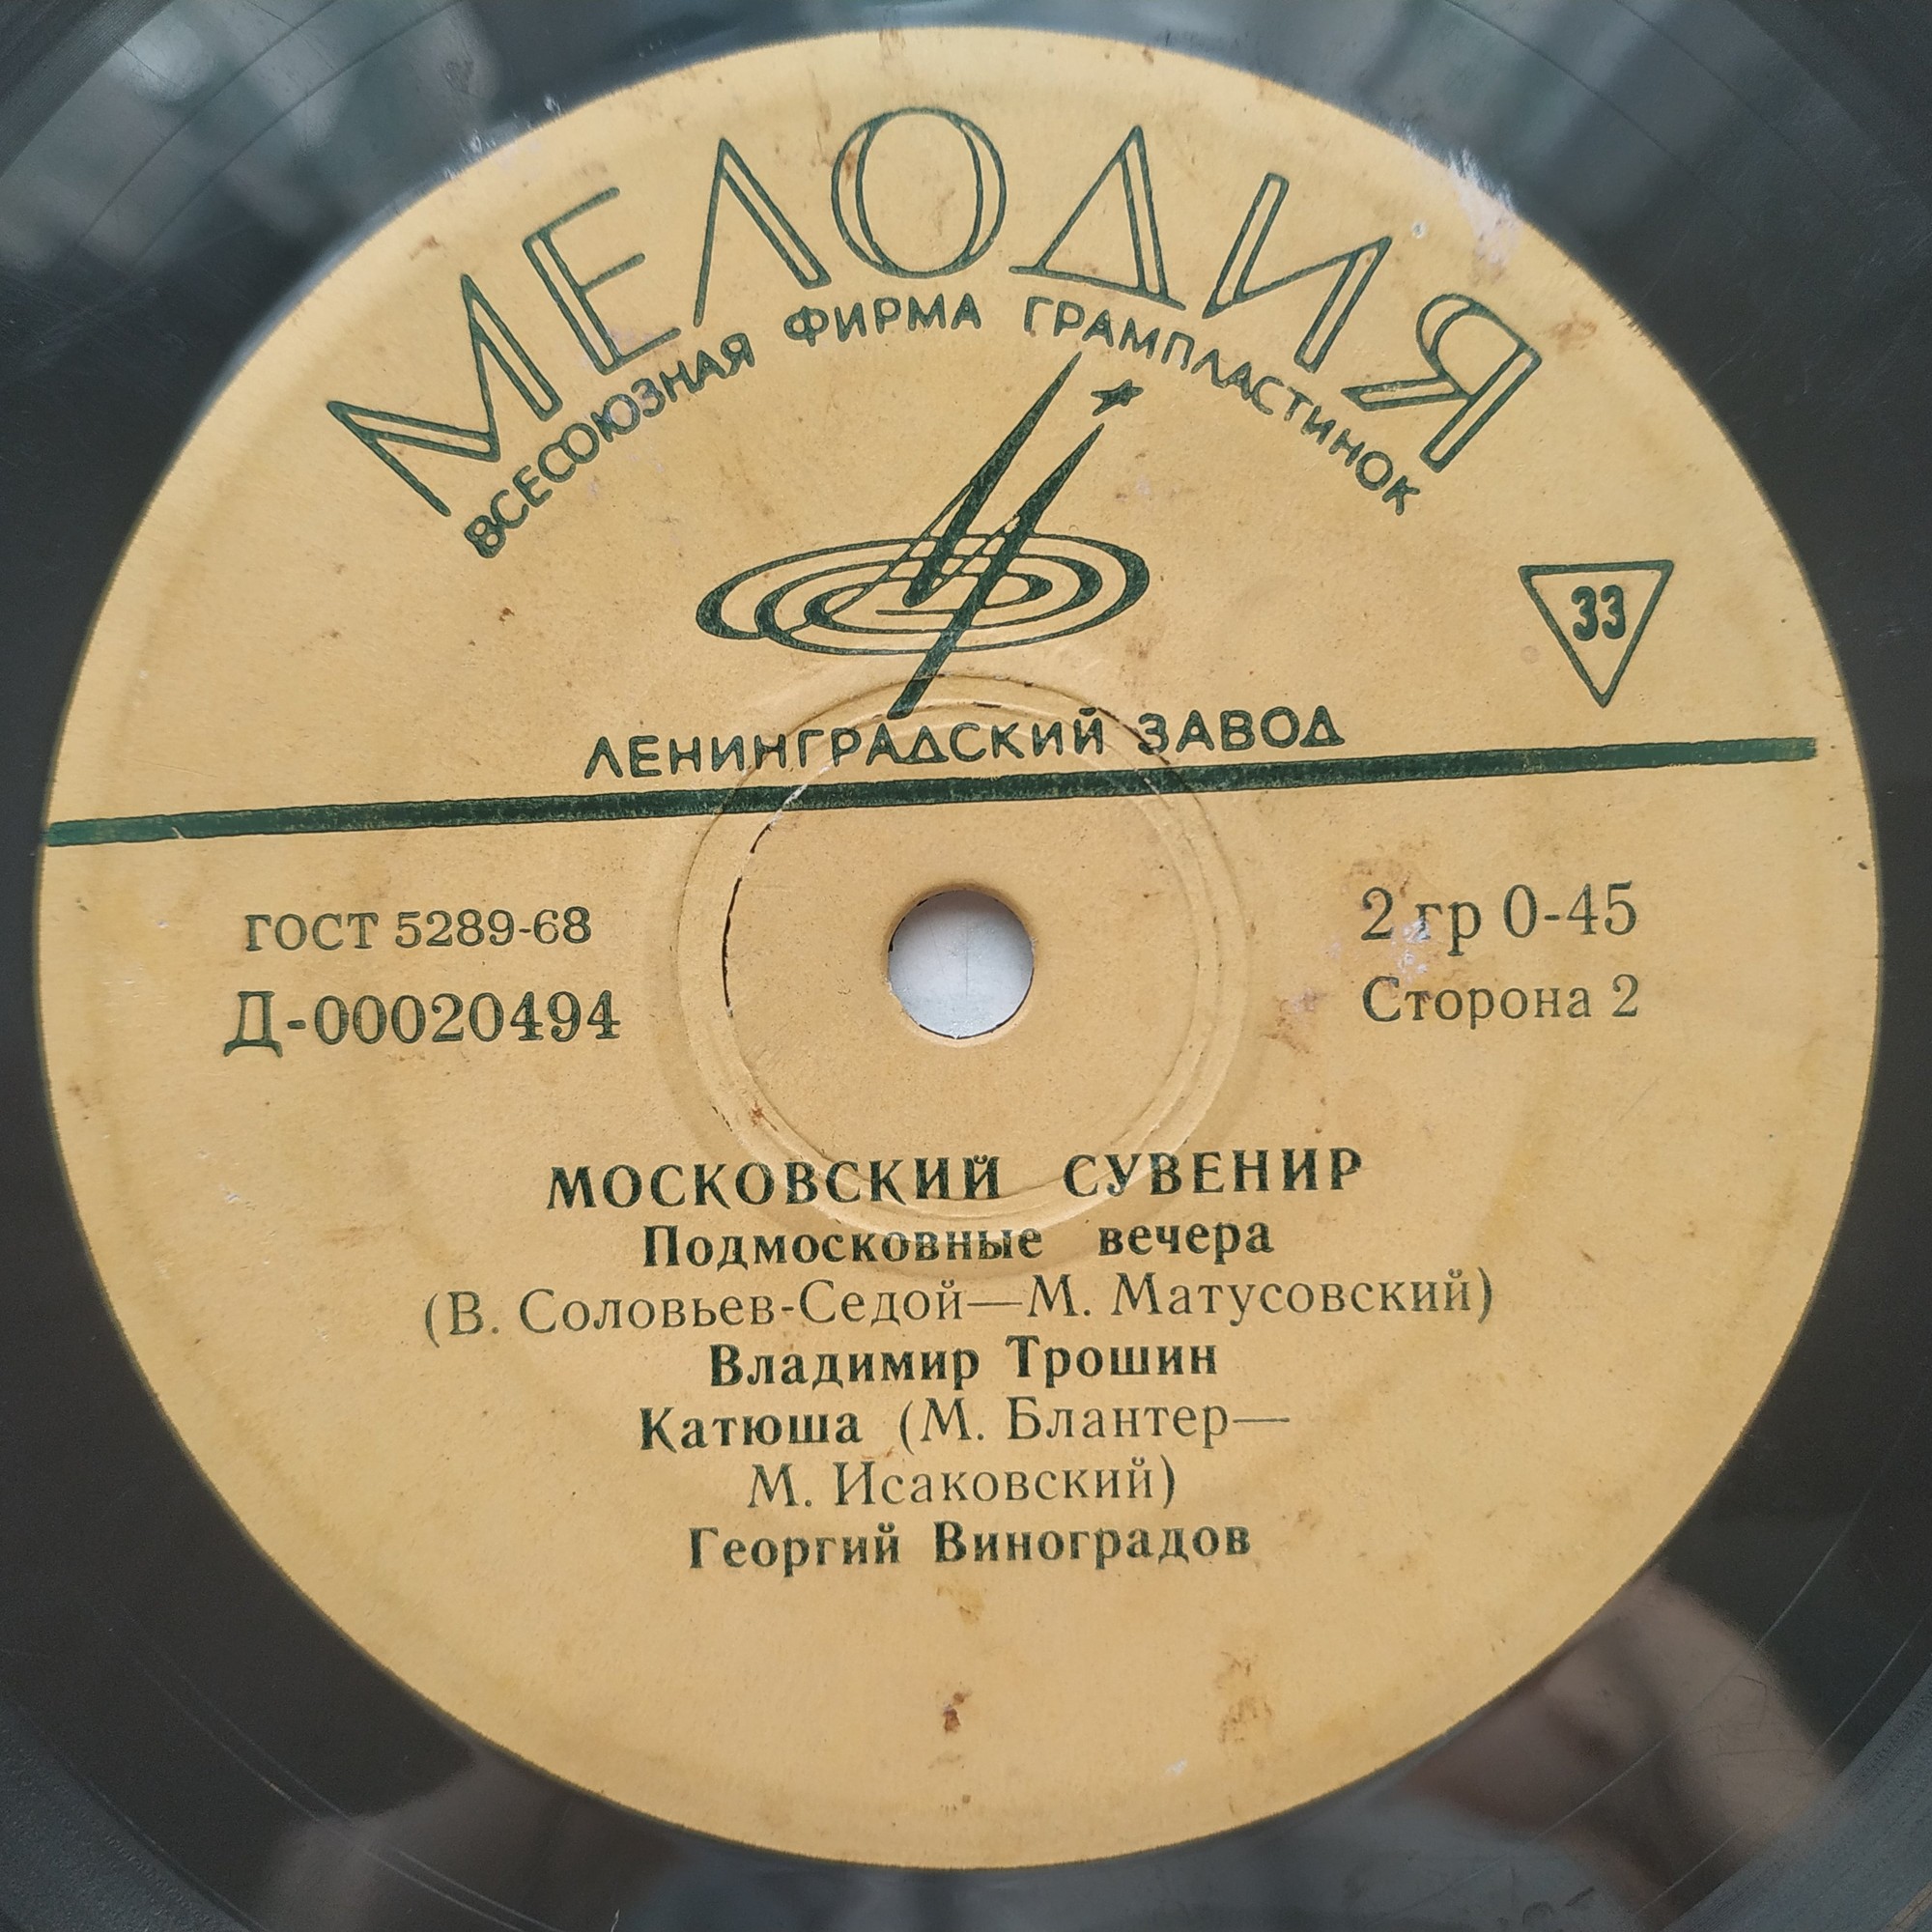 МЕЛОДИЯ
ВСЕСОЮЗНАЯ ФИРМА ГРАМПЛАСТИНОК
33
ЛЕНИНГРАДСКИЙ ЗАВОД
ГОСТ 5289-68
2 гр 0-45
Д-00020494
Сторона 2
МОСКОВСКИЙ СУВЕНИР
Подмосковные вечера
(В. Соловьев-Седой—М. Матусовский)
Владимир Трошин
Катюша (М. Блантер—
М. Исаковский)
Георгий Виноградов